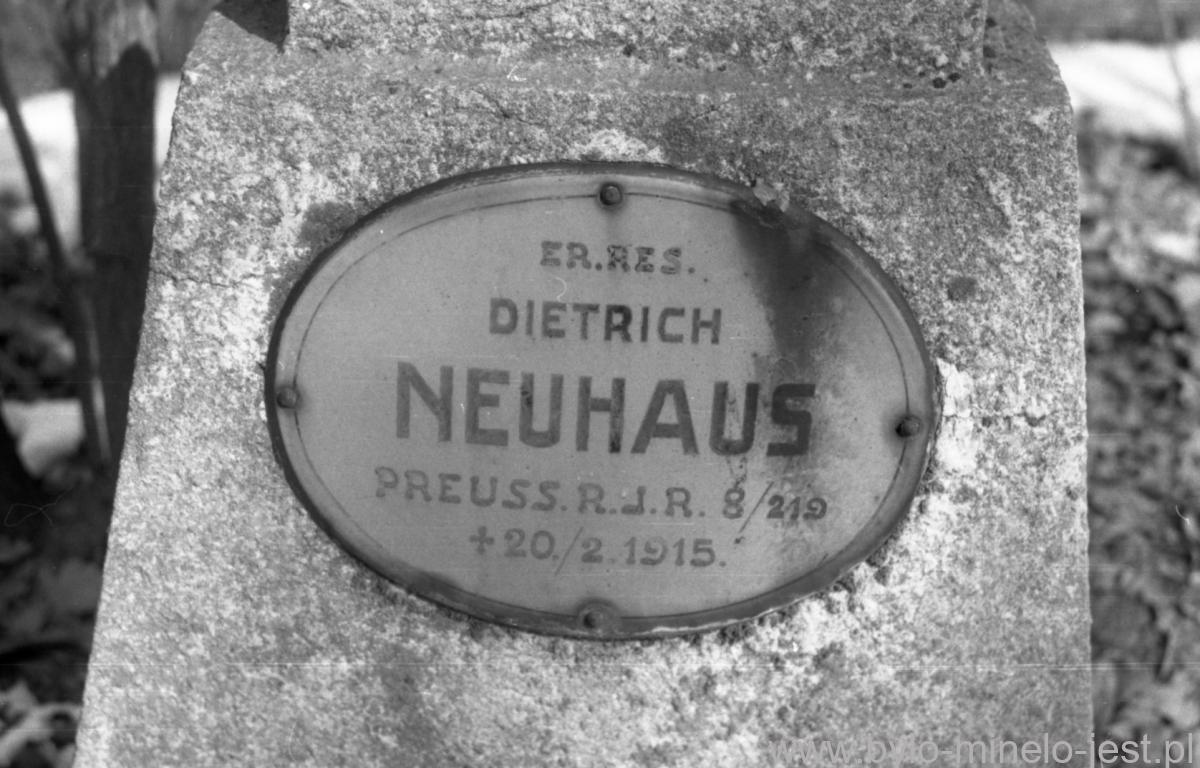 ER.RES.
DIETRICH
NEUHAUS
PREUSS.R.J.R. 8/219
+20./2.1915.
www.bylo-minelo-jest.pl